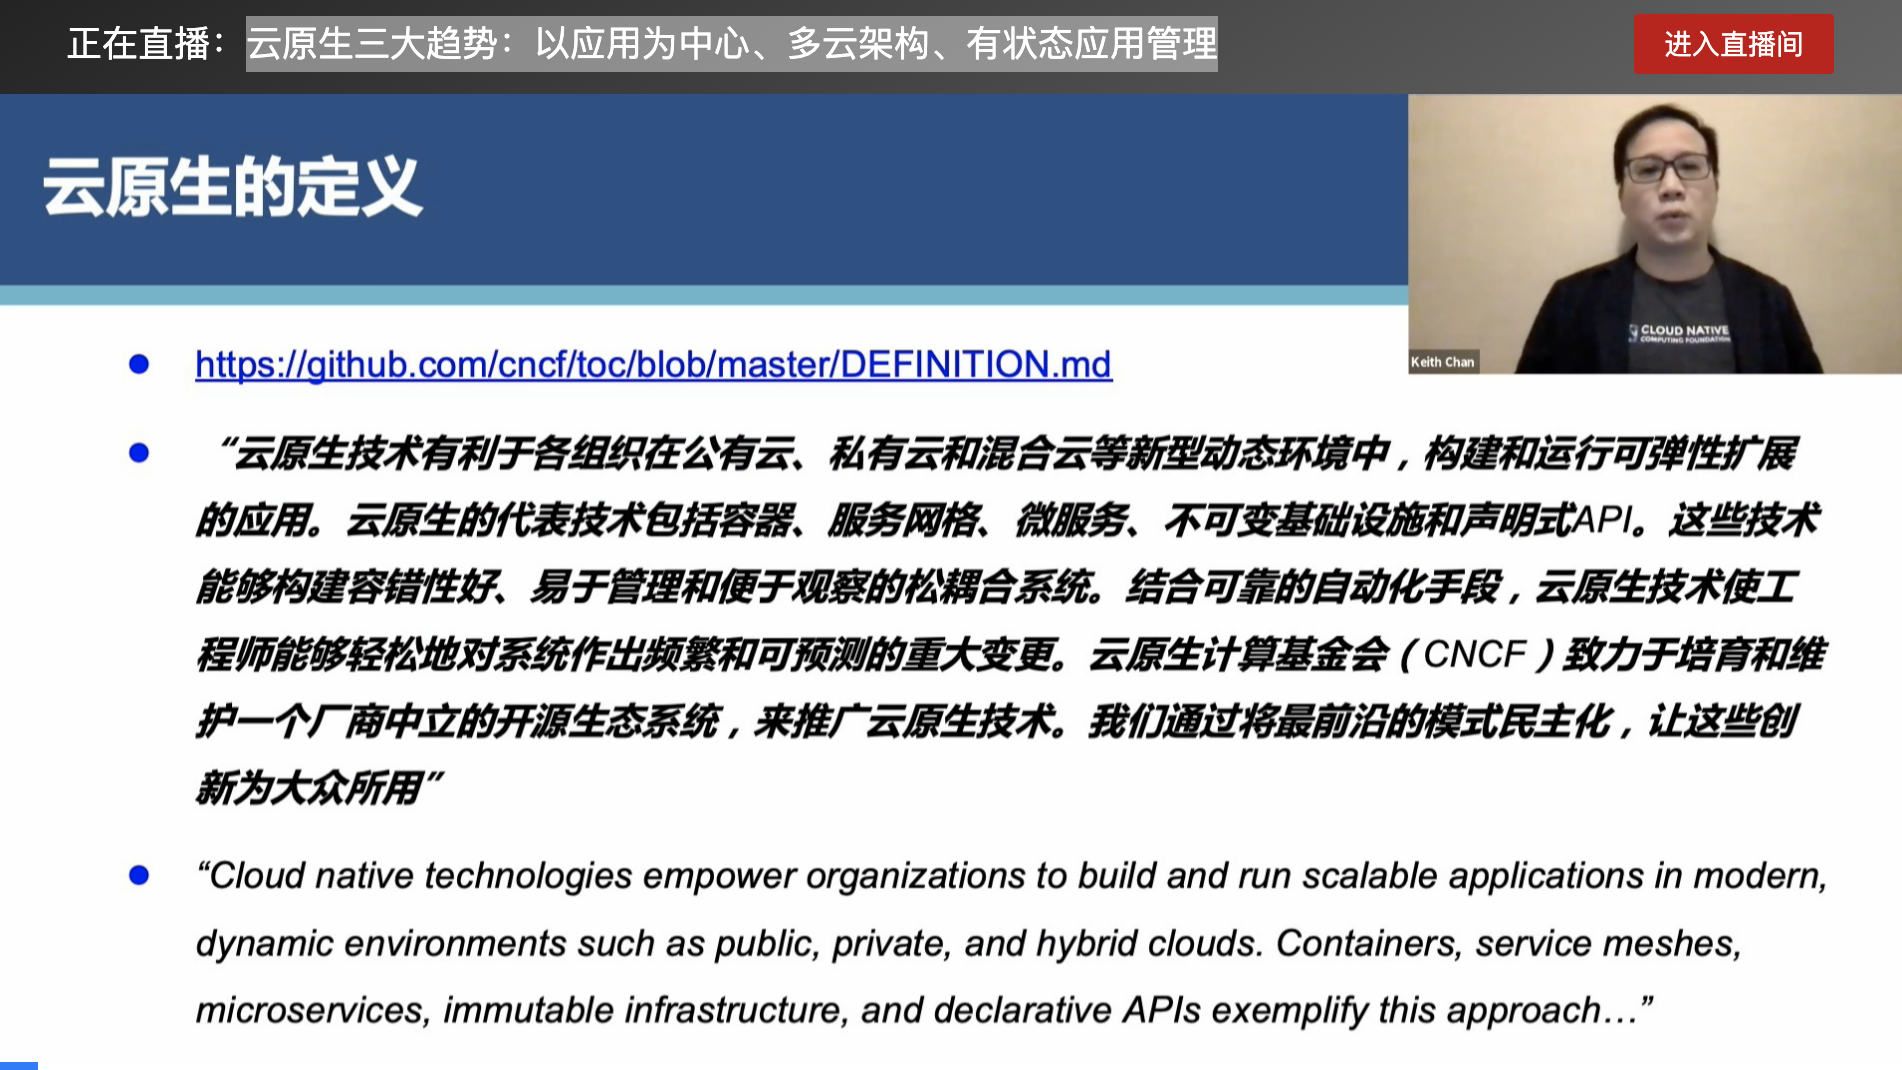 正在直播：云原生三大趋势：以应用为中心、多云架构、有状态应用管理
进入直播间
云原生的定义
CLOUD NATIVE
COMPUTING FOUNDATION
Keith Chan
https://github.com/cncf/toc/blob/master/DEFINITION.md
“云原生技术有利于各组织在公有云、私有云和混合云等新型动态环境中，构建和运行可弹性扩展
的应用。云原生的代表技术包括容器、服务网格、微服务、不可变基础设施和声明式API。这些技术
能够构建容错性好、易于管理和便于观察的松耦合系统。结合可靠的自动化手段，云原生技术使工
程师能够轻松地对系统作出频繁和可预测的重大变更。云原生计算基金会（CNCF）致力于培育和维
护一个厂商中立的开源生态系统，来推广云原生技术。我们通过将最前沿的模式民主化，让这些创
新为大众所用”
“Cloud native technologies empower organizations to build and run scalable applications in modern,
dynamic environments such as public, private, and hybrid clouds. Containers, service meshes,
microservices, immutable infrastructure, and declarative APIs exemplify this approach…”